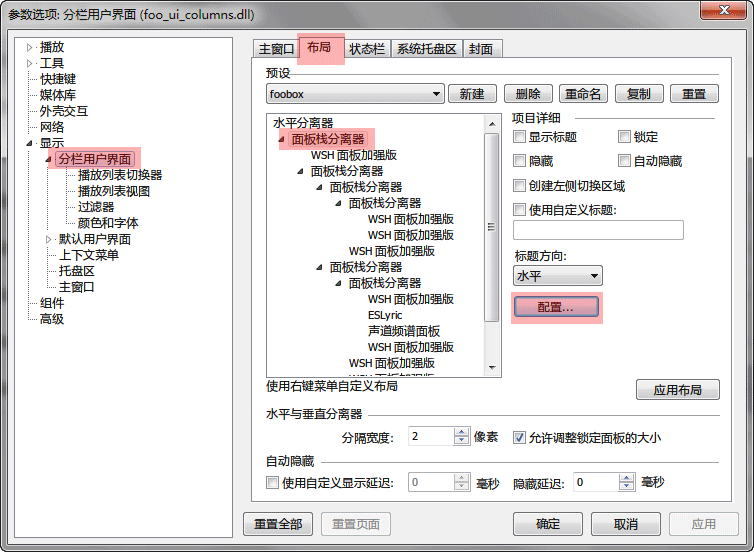 参数选项: 分栏用户界面 (foo_ui_columns.dll)
播放
工具
快捷键
媒体库
外壳交互
网络
显示
分栏用户界面
播放列表切换器
播放列表视图
过滤器
颜色和字体
默认用户界面
上下文菜单
托盘区
主窗口
组件
高级
主窗口 布局 状态栏 系统托盘区 封面
预设
foobox 新建 删除 重命名 复制 重置
水平分离器
面板栈分离器
WSH 面板加强版
面板栈分离器
面板栈分离器
面板栈分离器
WSH 面板加强版
WSH 面板加强版
WSH 面板加强版
面板栈分离器
面板栈分离器
WSH 面板加强版
ESLyric
声道频谱面板
WSH 面板加强版
WSH 面板加强版
WSH 面板加强版
项目详细
显示标题 锁定
隐藏 自动隐藏
创建左侧切换区域
使用自定义标题:
标题方向:
水平
配置...
使用右键菜单自定义布局 应用布局
水平与垂直分离器
分隔宽度: 2 像素 允许调整锁定面板的大小
自动隐藏
使用自定义显示延迟: 0 毫秒 隐藏延迟: 0 毫秒
重置全部 重置页面 确定 取消 应用